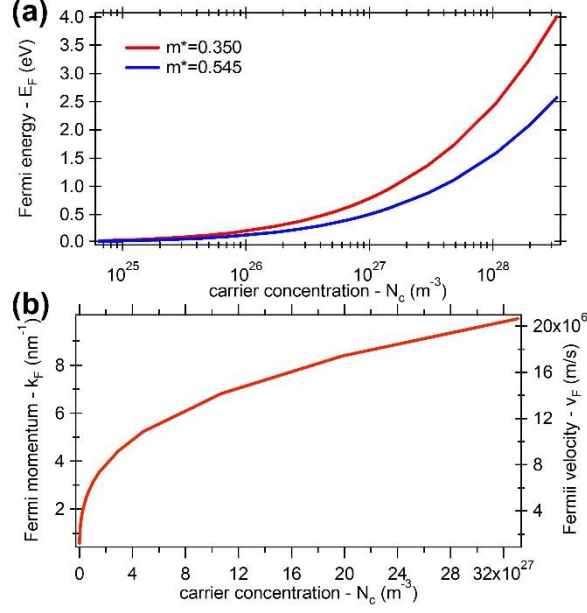 (a)
4.0
3.5
3.0
2.5
2.0
1.5
1.0
0.5
0.0
Fermi energy - E_F (eV)
m*=0.350
m*=0.545
10^25
10^26
10^27
10^28
carrier concentration - N_c (m^-3)
(b)
8
6
4
2
Fermi momentum - k_F (nm^-1)
20x10^6
16
12
8
4
0
Fermii velocity - v_F (m/s)
0
4
8
12
16
20
24
28
32x10^27
carrier concentration - N_c (m^-3)